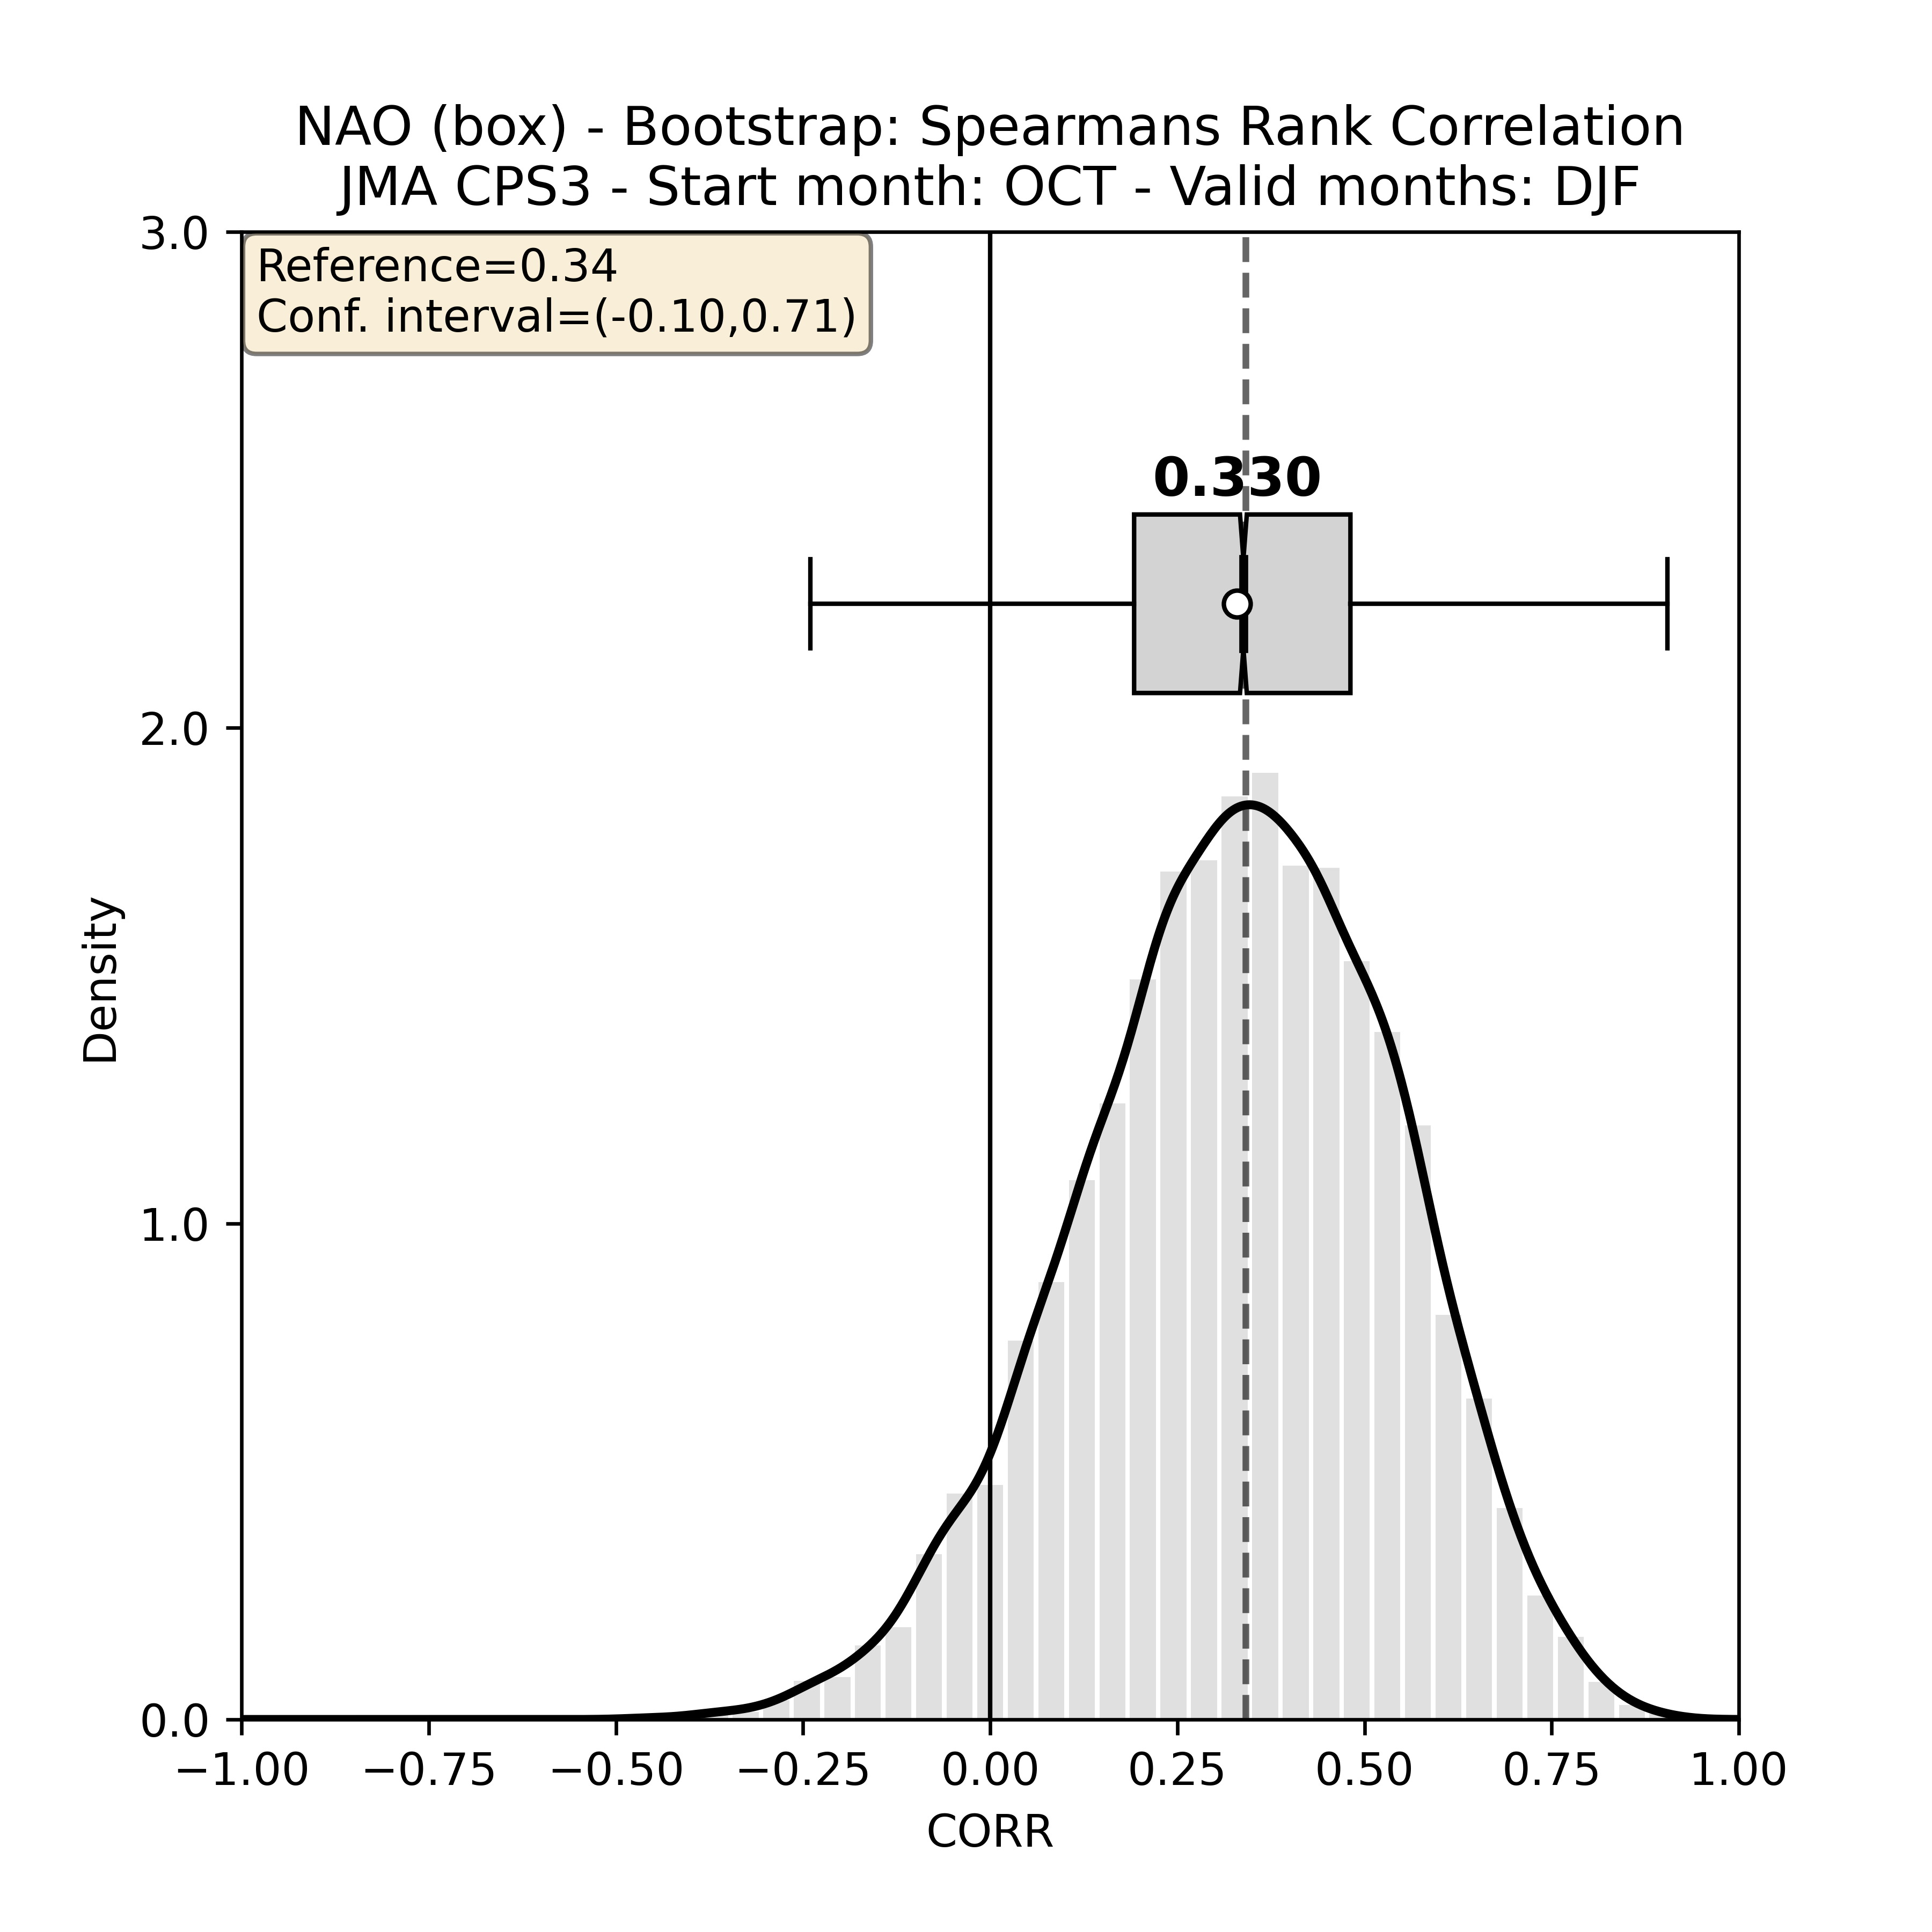 NAO (box) - Bootstrap: Spearmans Rank Correlation
JMA CPS3 - Start month: OCT - Valid months: DJF
Reference=0.34
Conf. interval=(-0.10,0.71)
0.330
3.0
2.0
1.0
0.0
Density
−1.00 −0.75 −0.50 −0.25 0.00 0.25 0.50 0.75 1.00
CORR